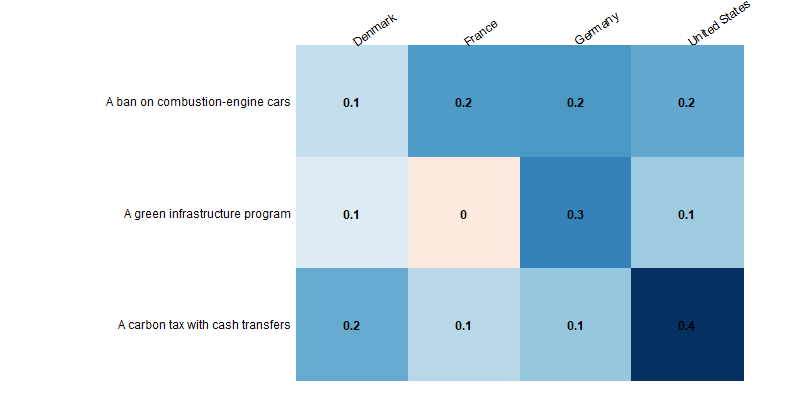 Denmark France Germany United States
A ban on combustion-engine cars 0.1 0.2 0.2 0.2
A green infrastructure program 0.1 0 0.3 0.1
A carbon tax with cash transfers 0.2 0.1 0.1 0.4